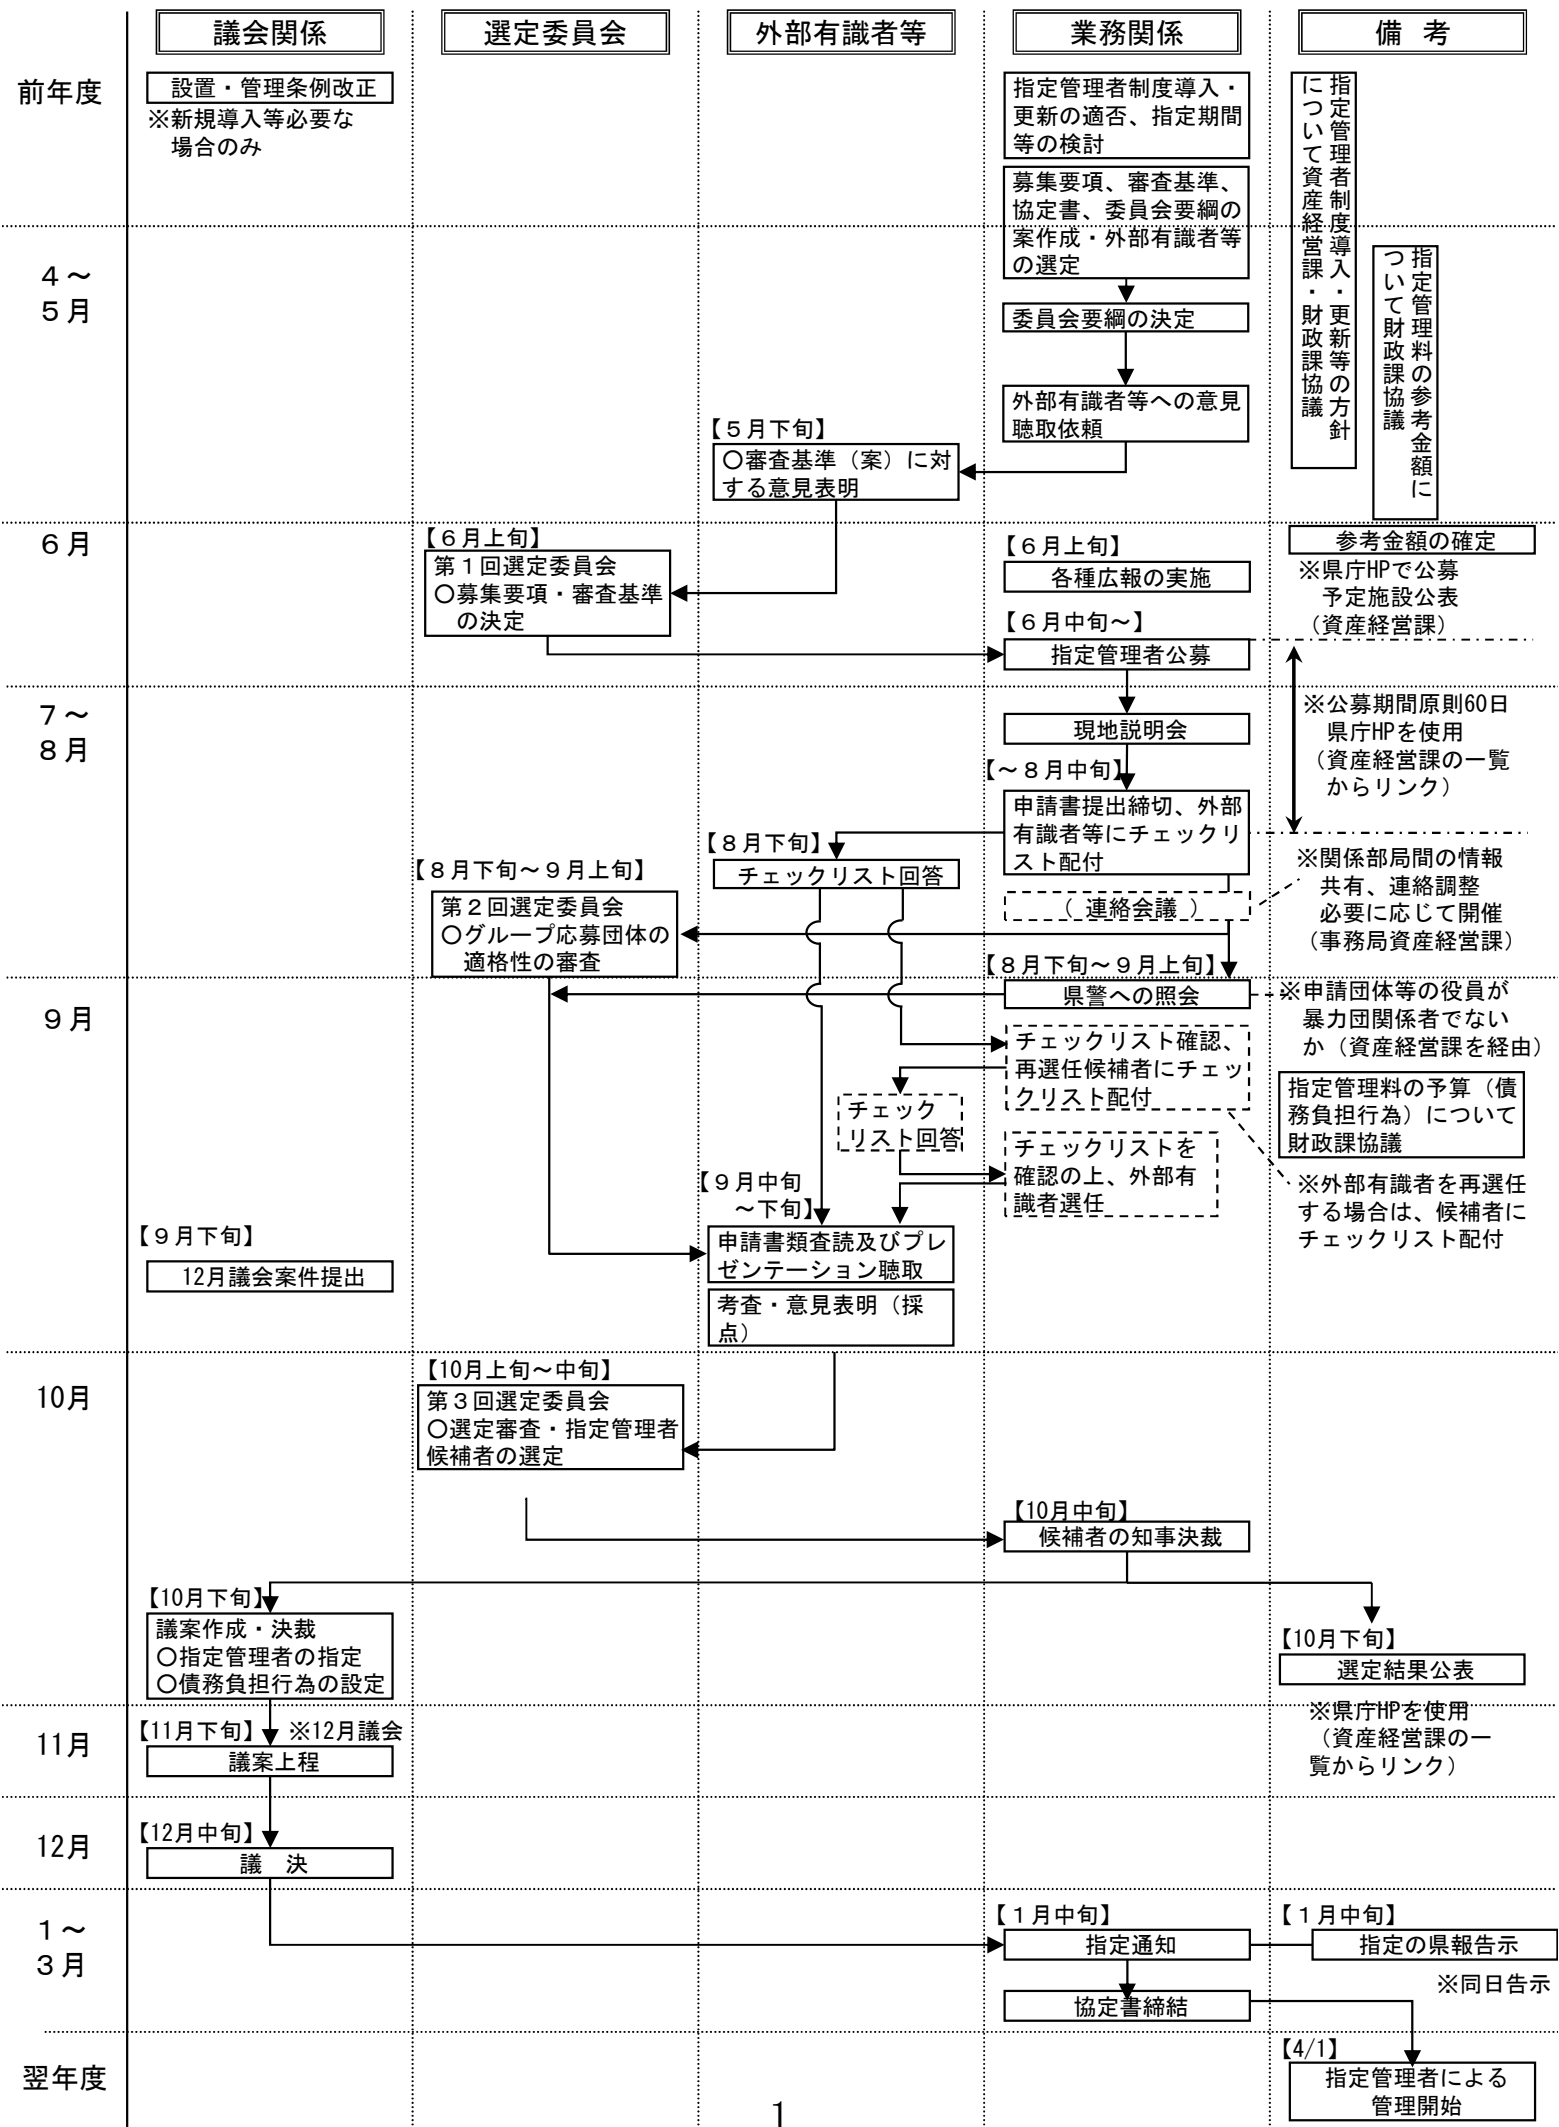 議会関係
選定委員会
外部有識者等
業務関係
備 考
前年度
設置・管理条例改正
※新規導入等必要な
場合のみ
指定管理者制度導入・
更新の適否、指定期間
等の検討
募集要項、審査基準、
協定書、委員会要綱の
案作成・外部有識者等
の選定
指定管理者制度導入・更新等の方針
について資産経営課・財政課協議
4～
5月
委員会要綱の決定
外部有識者等への意見
聴取依頼
指定管理料の参考金額に
ついて財政課協議
【5月下旬】
○審査基準（案）に対
する意見表明
6月
【6月上旬】
第1回選定委員会
○募集要項・審査基準
の決定
【6月上旬】
各種広報の実施
【6月中旬～】
指定管理者公募
参考金額の確定
※県庁HPで公募
予定施設公表
（資産経営課）
7～
8月
現地説明会
【～8月中旬】
申請書提出締切、外部
有識者等にチェックリ
スト配付
※公募期間原則60日
県庁HPを使用
（資産経営課の一覧
からリンク）
【8月下旬】
チェックリスト回答
【8月下旬～9月上旬】
第2回選定委員会
○グループ応募団体の
適格性の審査
（ 連絡会議 ）
※関係部局間の情報
共有、連絡調整
必要に応じて開催
（事務局資産経営課）
【8月下旬～9月上旬】
県警への照会
9月
※申請団体等の役員が
暴力団関係者でない
か（資産経営課を経由）
チェックリスト確認、
再選任候補者にチェッ
クリスト配付
チェック
リスト回答
チェックリストを
確認の上、外部有
識者選任
指定管理料の予算（債
務負担行為）について
財政課協議
※外部有識者を再選任
する場合は、候補者に
チェックリスト配付
【9月中旬
～下旬】
申請書類査読及びプレ
ゼンテーション聴取
考査・意見表明（採
点）
【9月下旬】
12月議会案件提出
10月
【10月上旬～中旬】
第3回選定委員会
○選定審査・指定管理者
候補者の選定
【10月中旬】
候補者の知事決裁
【10月下旬】
議案作成・決裁
○指定管理者の指定
○債務負担行為の設定
【10月下旬】
選定結果公表
※県庁HPを使用
（資産経営課の一
覧からリンク）
11月
【11月下旬】 ※12月議会
議案上程
12月
【12月中旬】
議 決
1～
3月
【1月中旬】
指定通知
【1月中旬】
指定の県報告示
※同日告示
協定書締結
翌年度
【4/1】
指定管理者による
管理開始
1